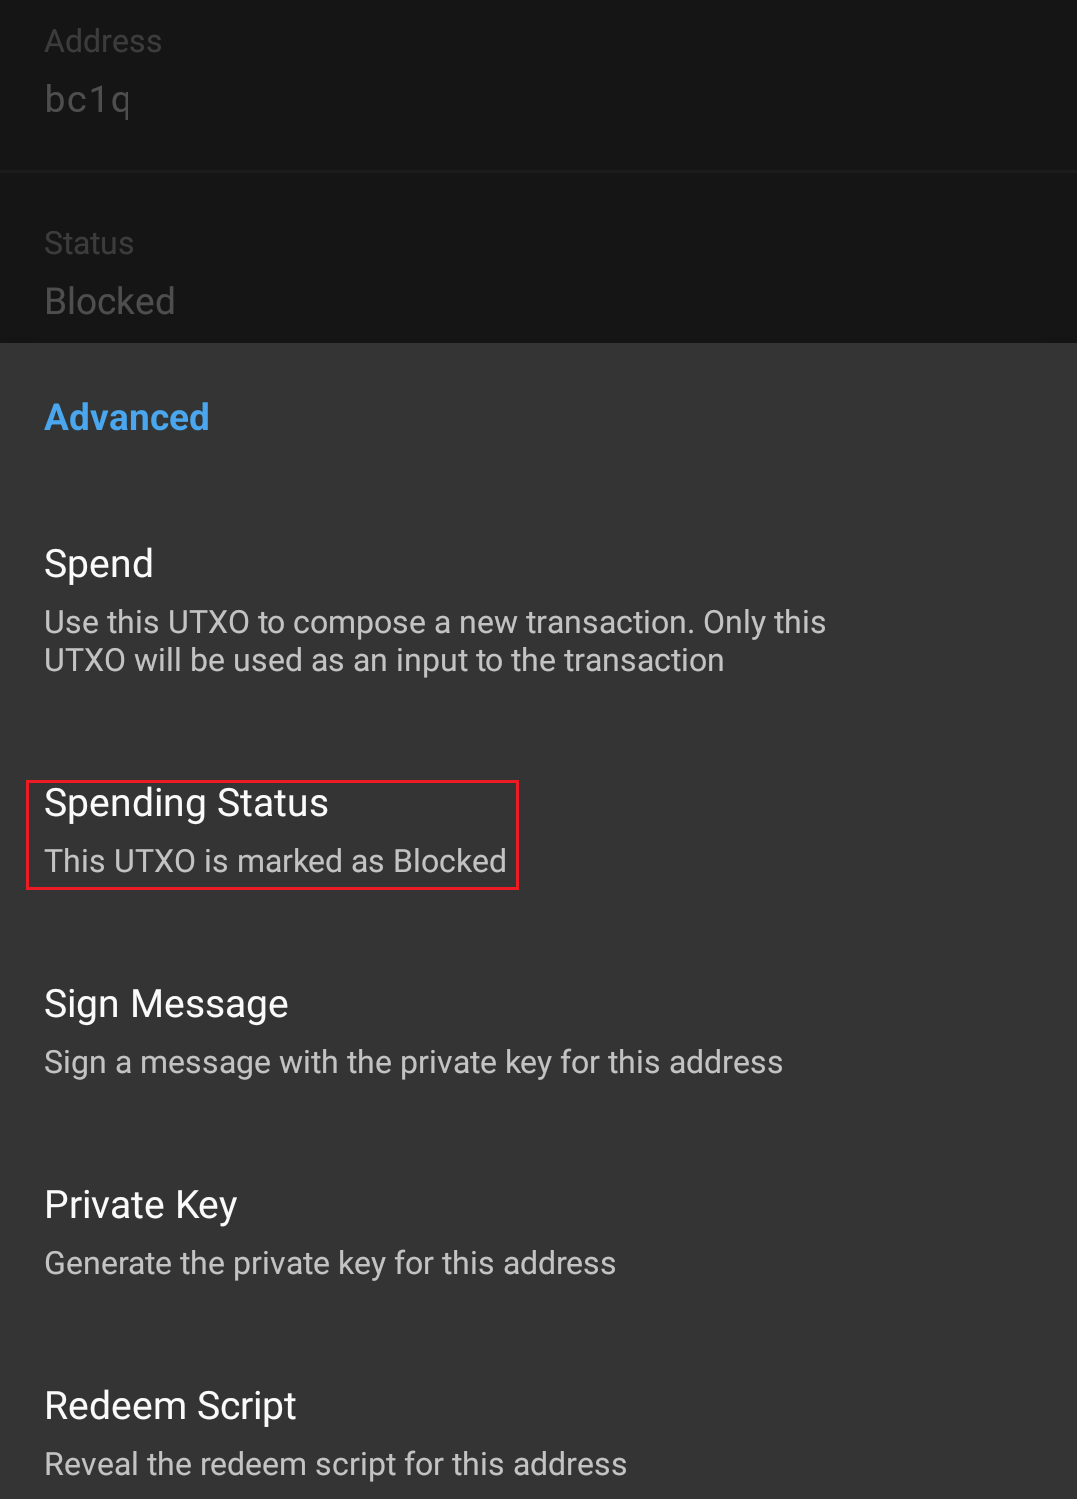 Address
bc1q
Status
Blocked
Advanced
Spend
Use this UTXO to compose a new transaction. Only this
UTXO will be used as an input to the transaction
Spending Status
This UTXO is marked as Blocked
Sign Message
Sign a message with the private key for this address
Private Key
Generate the private key for this address
Redeem Script
Reveal the redeem script for this address